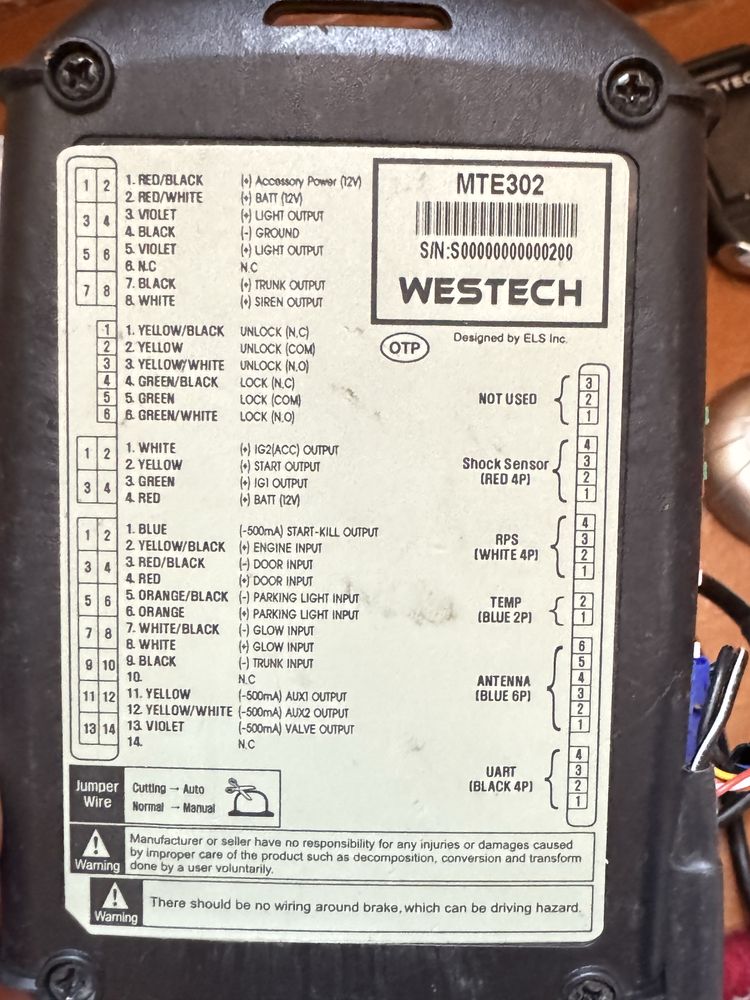 MTE302
S/N:S00000000000200
WESTECH
OTP
Designed by ELS Inc.
1 2
3 4
5 6
7 8
1. RED/BLACK (+) Accessory Power (12V)
2. RED/WHITE (+) BATT (12V)
3. VIOLET (+) LIGHT OUTPUT
4. BLACK (-) GROUND
5. VIOLET (+) LIGHT OUTPUT
6. N.C N.C
7. BLACK (+) TRUNK OUTPUT
8. WHITE (+) SIREN OUTPUT
1
2
3
4
5
6
1. YELLOW/BLACK UNLOCK (N.C)
2. YELLOW UNLOCK (COM)
3. YELLOW/WHITE UNLOCK (N.O)
4. GREEN/BLACK LOCK (N.C)
5. GREEN LOCK (COM)
6. GREEN/WHITE LOCK (N.O)
1 2
3 4
1. WHITE (+) IG2(ACC) OUTPUT
2. YELLOW (+) START OUTPUT
3. GREEN (+) IG1 OUTPUT
4. RED (+) BATT (12V)
1 2
3 4
5 6
7 8
9 10
11 12
13 14
1. BLUE (-500mA) START-KILL OUTPUT
2. YELLOW/BLACK (+) ENGINE INPUT
3. RED/BLACK (-) DOOR INPUT
4. RED (+) DOOR INPUT
5. ORANGE/BLACK (-) PARKING LIGHT INPUT
6. ORANGE (+) PARKING LIGHT INPUT
7. WHITE/BLACK (-) GLOW INPUT
8. WHITE (+) GLOW INPUT
9. BLACK (-) TRUNK INPUT
10. N.C
11. YELLOW (-500mA) AUX1 OUTPUT
12. YELLOW/WHITE (-500mA) AUX2 OUTPUT
13. VIOLET (-500mA) VALVE OUTPUT
14. N.C
NOT USED
3
2
1
Shock Sensor
(RED 4P)
4
3
2
1
RPS
(WHITE 4P)
4
3
2
1
TEMP
(BLUE 2P)
2
1
ANTENNA
(BLUE 6P)
6
5
4
3
2
1
UART
(BLACK 4P)
4
3
2
1
Jumper
Wire
Cutting → Auto
Normal → Manual
Warning
Manufacturer or seller have no responsibility for any injuries or damages caused
by improper care of the product such as decomposition, conversion and transform
done by a user voluntarily.
Warning
There should be no wiring around brake, which can be driving hazard.